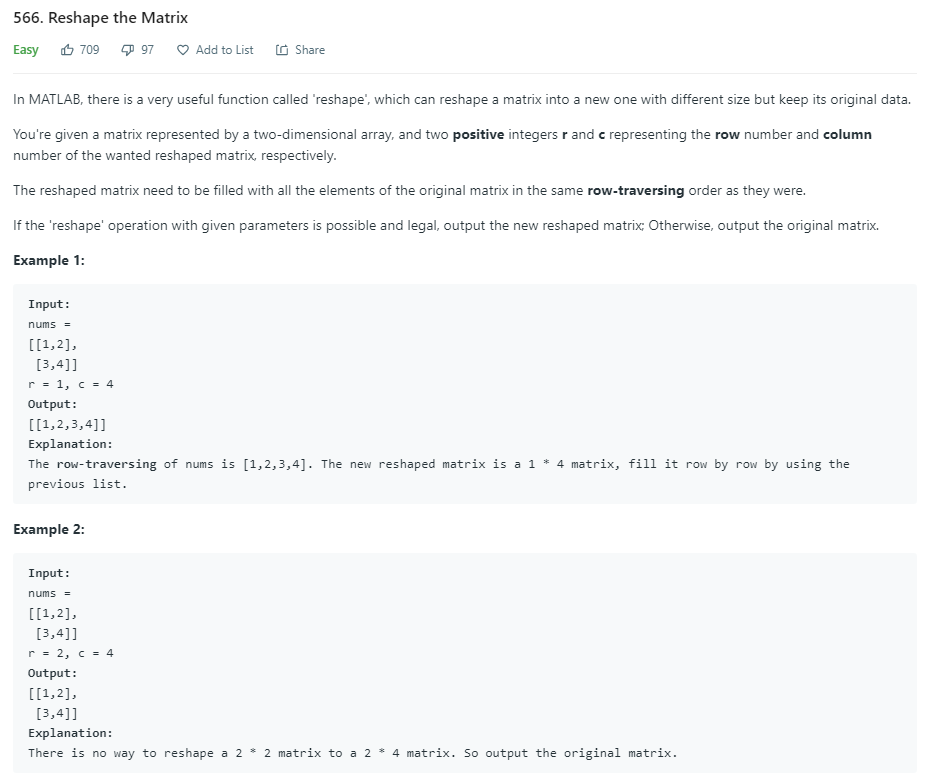 566. Reshape the Matrix
Easy 709 97 Add to List Share
In MATLAB, there is a very useful function called 'reshape', which can reshape a matrix into a new one with different size but keep its original data.
You're given a matrix represented by a two-dimensional array, and two positive integers r and c representing the row number and column
number of the wanted reshaped matrix, respectively.
The reshaped matrix need to be filled with all the elements of the original matrix in the same row-traversing order as they were.
If the 'reshape' operation with given parameters is possible and legal, output the new reshaped matrix; Otherwise, output the original matrix.
Example 1:
Input:
nums =
[[1,2],
[3,4]]
r = 1, c = 4
Output:
[[1,2,3,4]]
Explanation:
The row-traversing of nums is [1,2,3,4]. The new reshaped matrix is a 1 * 4 matrix, fill it row by row by using the
previous list.
Example 2:
Input:
nums =
[[1,2],
[3,4]]
r = 2, c = 4
Output:
[[1,2],
[3,4]]
Explanation:
There is no way to reshape a 2 * 2 matrix to a 2 * 4 matrix. So output the original matrix.